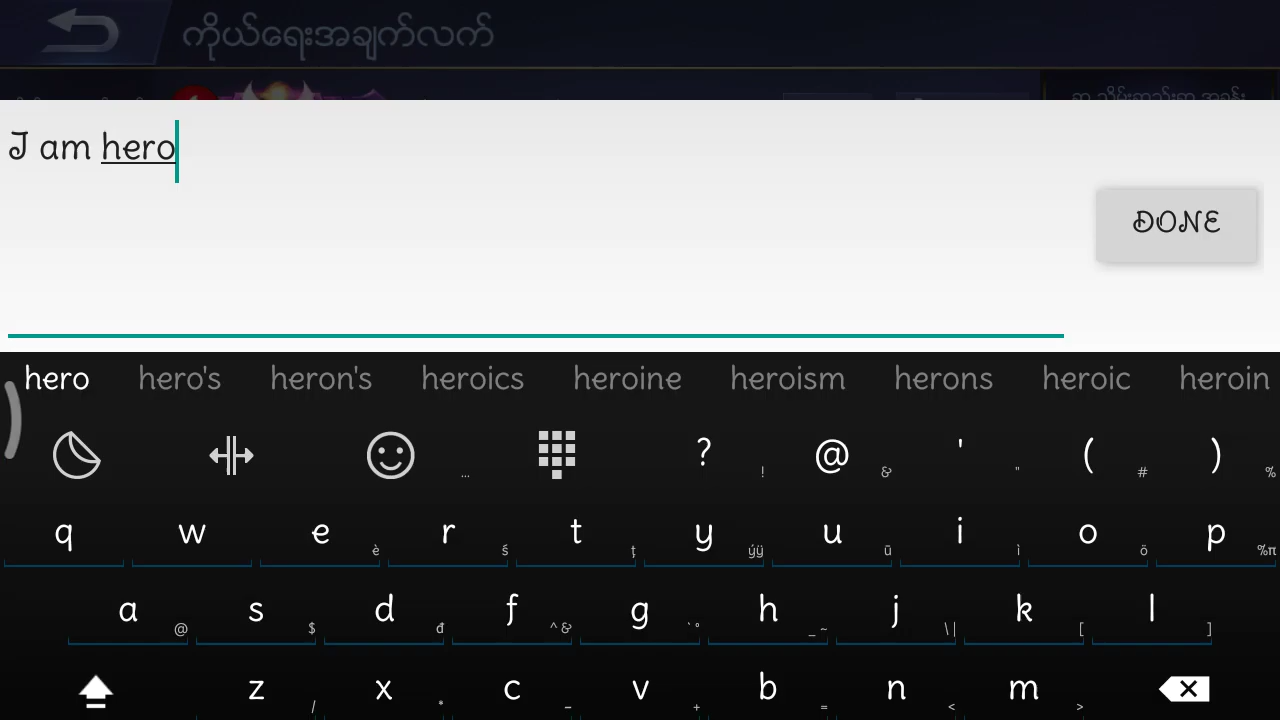 ကိုယ်ရေးအချက်လက်
I am hero
DONE
hero hero's heron's heroics heroine heroism herons heroic heroin
... ? ! @ & ' " ( # ) %
q w e è r ś t ţ y ýÿ u ū i ì o ö p %π
a @ s $ d đ f ^ & g ` ° h _ ~ j \ | k [ l ]
z / x * c – v + b = n < m >